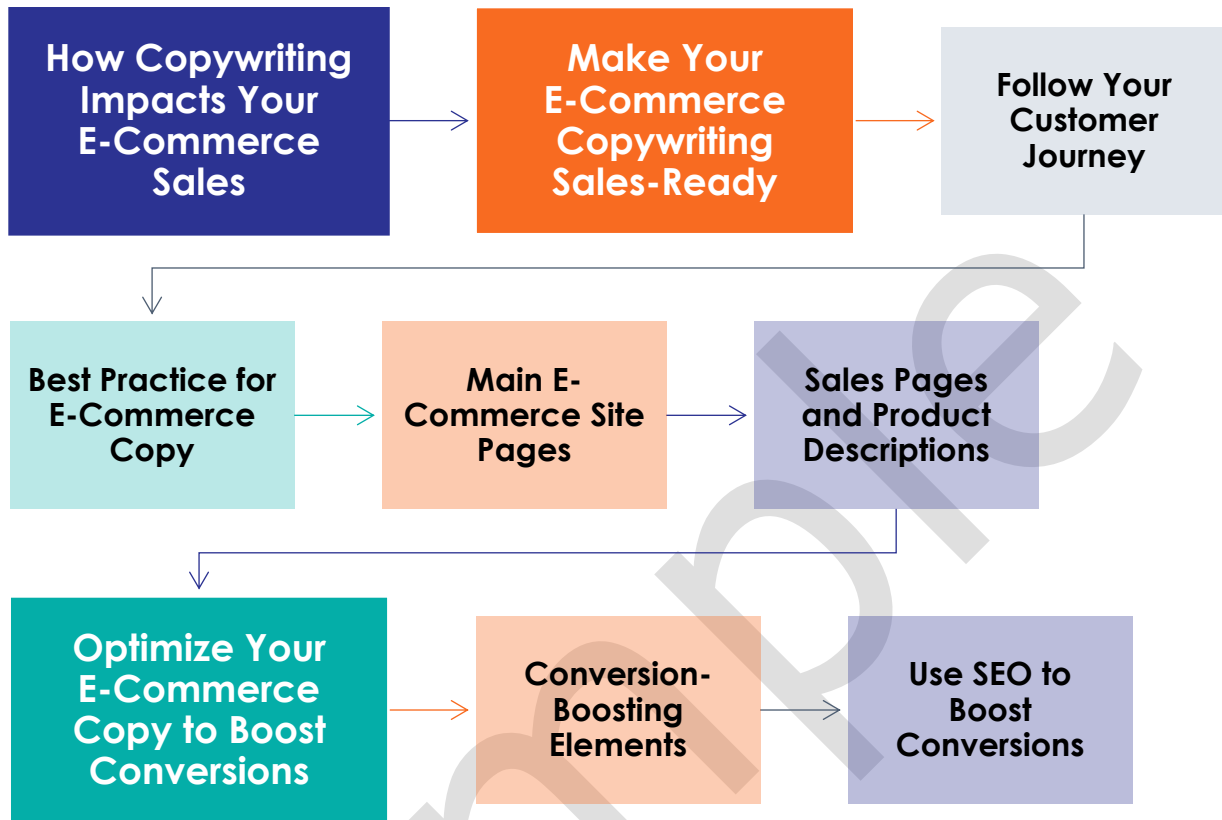 How Copywriting
Impacts Your
E-Commerce
Sales
Make Your
E-Commerce
Copywriting
Sales-Ready
Follow Your
Customer
Journey
Best Practice for
E-Commerce
Copy
Main E-
Commerce Site
Pages
Sales Pages
and Product
Descriptions
Optimize Your
E-Commerce
Copy to Boost
Conversions
Conversion-
Boosting
Elements
Use SEO to
Boost
Conversions
mple